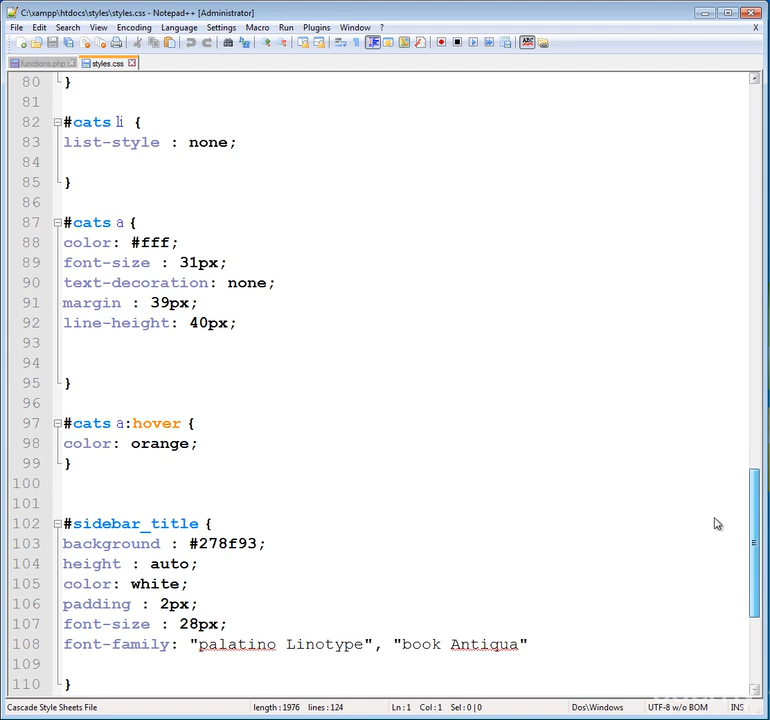 C:\xampp\htdocs\styles\styles.css - Notepad++ [Administrator]
File Edit Search View Encoding Language Settings Macro Run Plugins Window ? X
functions.php styles.css
80 }
81
82 #cats li {
83 list-style : none;
84
85 }
86
87 #cats a {
88 color: #fff;
89 font-size : 31px;
90 text-decoration: none;
91 margin : 39px;
92 line-height: 40px;
93
94
95 }
96
97 #cats a:hover {
98 color: orange;
99 }
100
101
102 #sidebar_title {
103 background : #278f93;
104 height : auto;
105 color: white;
106 padding : 2px;
107 font-size : 28px;
108 font-family: "palatino Linotype", "book Antiqua"
109
110 }
Cascade Style Sheets File length : 1976 lines : 124 Ln : 1 Col : 1 Sel : 0 | 0 Dos\Windows UTF-8 w/o BOM INS